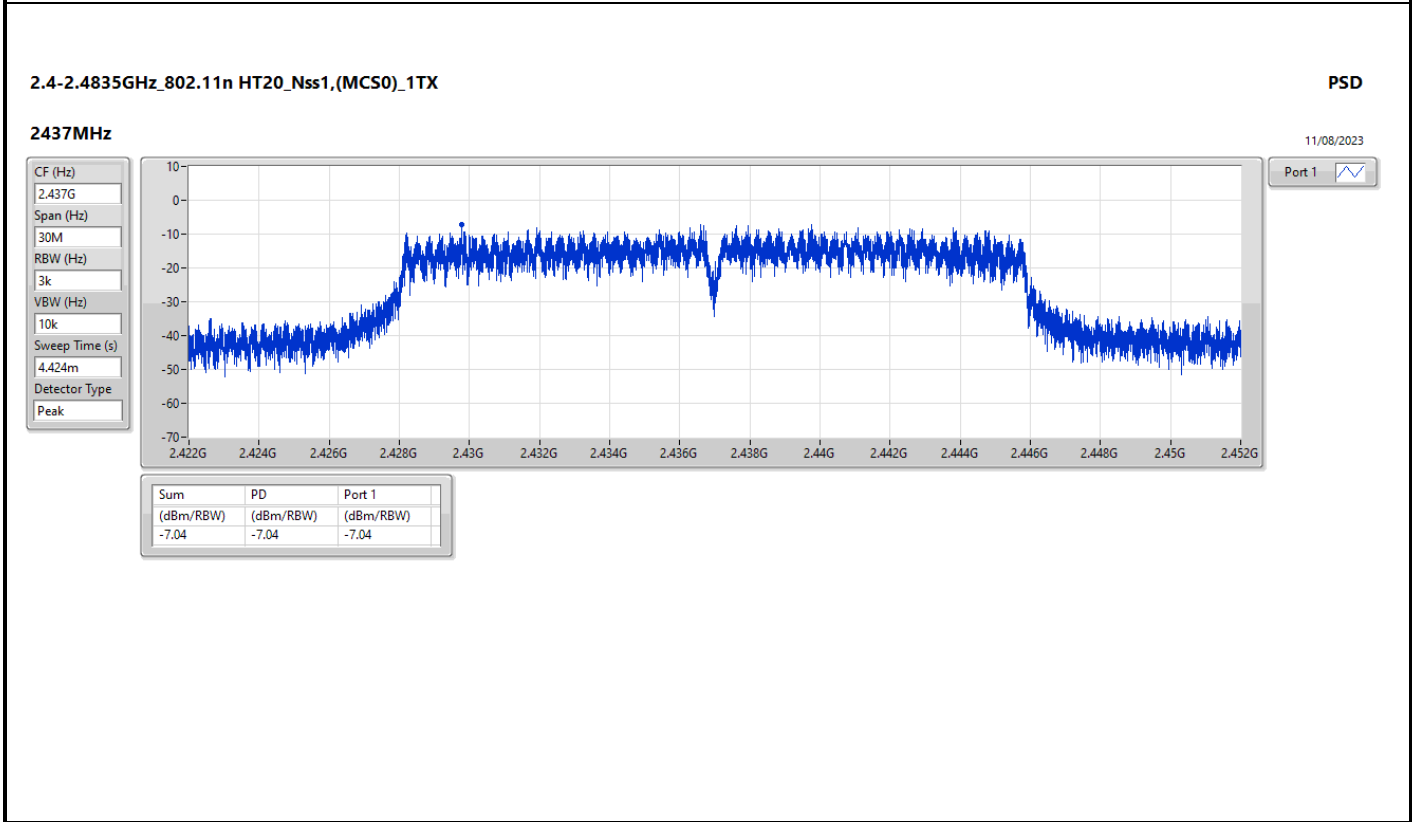 2.4-2.4835GHz_802.11n HT20_Nss1,(MCS0)_1TX
PSD
2437MHz
11/08/2023
CF (Hz)
2.437G
Span (Hz)
30M
RBW (Hz)
3k
VBW (Hz)
10k
Sweep Time (s)
4.424m
Detector Type
Peak
10
0
-10
-20
-30
-40
-50
-60
-70
2.422G 2.424G 2.426G 2.428G 2.43G 2.432G 2.434G 2.436G 2.438G 2.44G 2.442G 2.444G 2.446G 2.448G 2.45G 2.452G
Port 1
Sum PD Port 1
(dBm/RBW) (dBm/RBW) (dBm/RBW)
-7.04 -7.04 -7.04